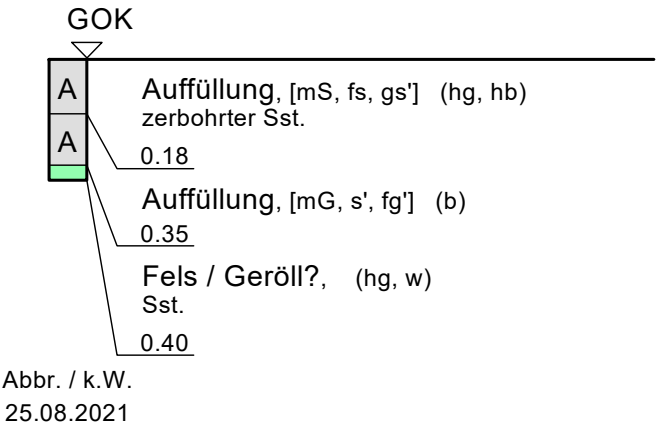 GOK
A
Auffüllung, [mS, fs, gs'] (hg, hb)
zerbohrter Sst.
A
0.18
Auffüllung, [mG, s', fg'] (b)
0.35
Fels / Geröll?, (hg, w)
Sst.
0.40
Abbr. / k.W.
25.08.2021